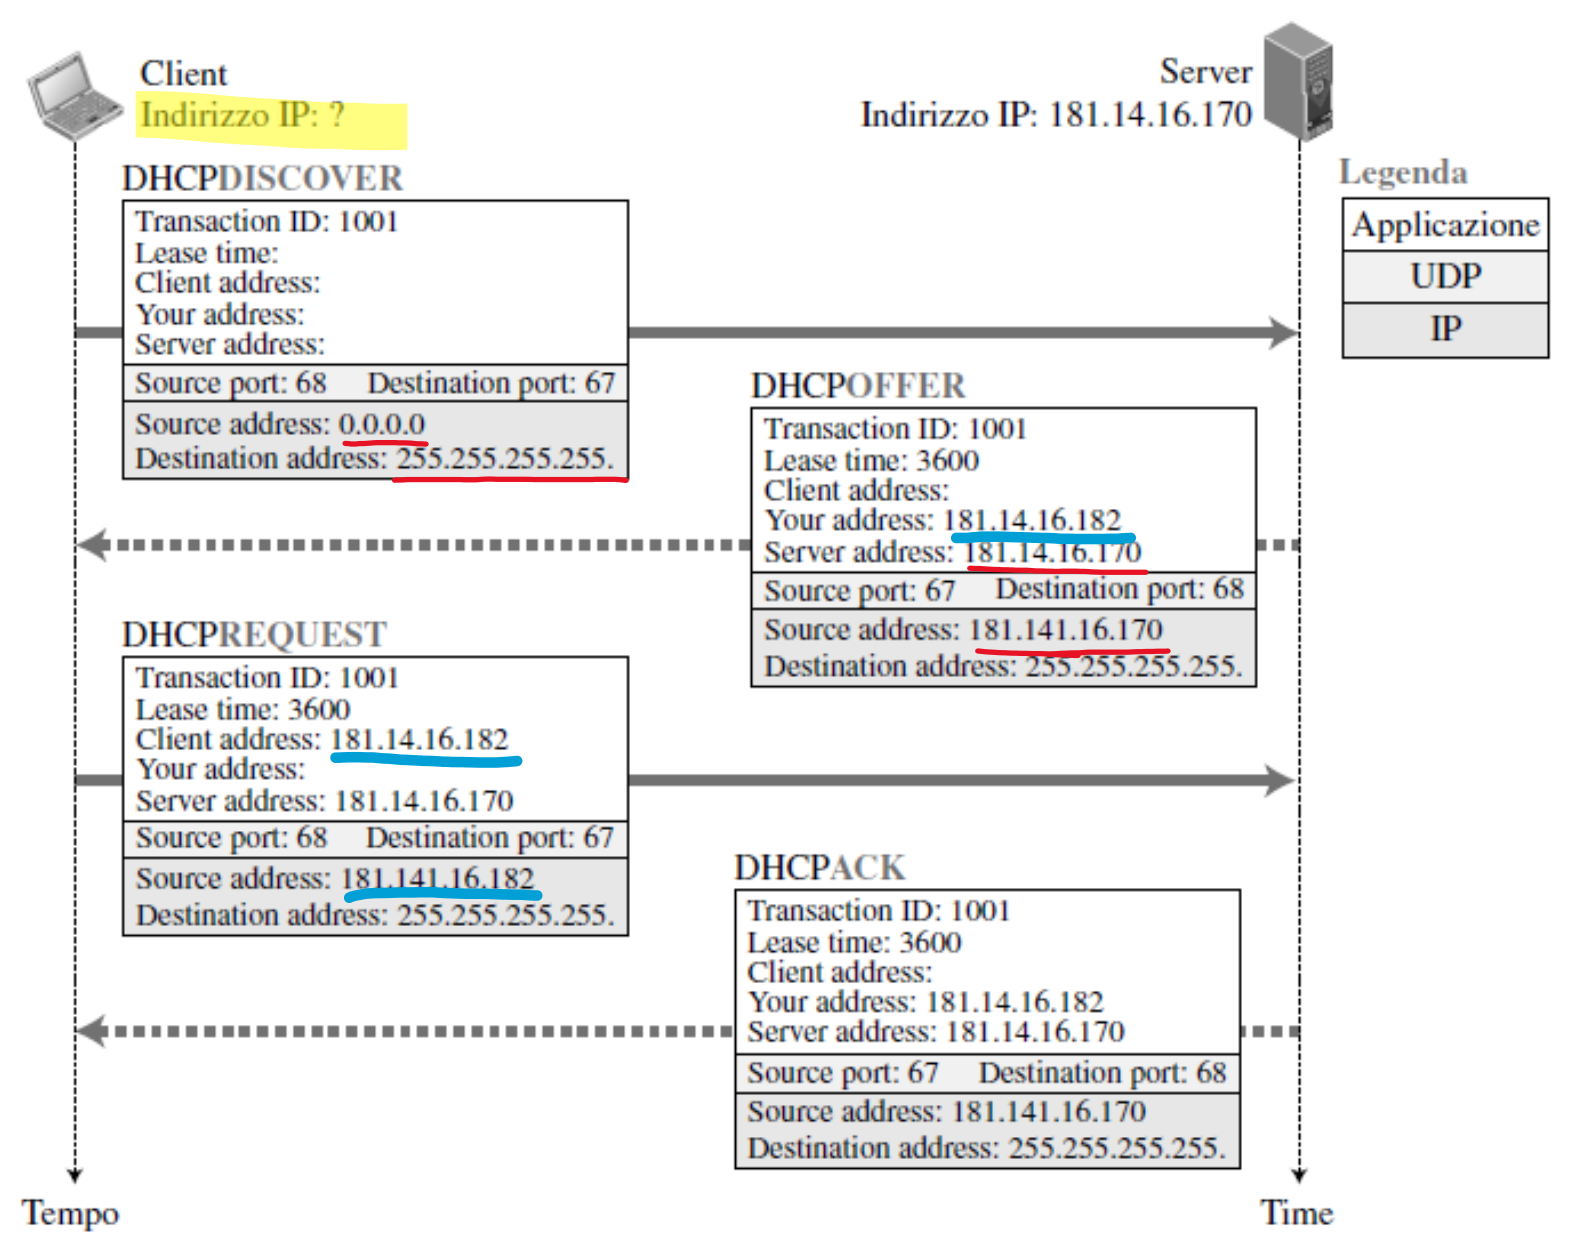 Client
Indirizzo IP: ?
Server
Indirizzo IP: 181.14.16.170
Legenda
Applicazione
UDP
IP
DHCPDISCOVER
Transaction ID: 1001
Lease time:
Client address:
Your address:
Server address:
Source port: 68 Destination port: 67
Source address: 0.0.0.0
Destination address: 255.255.255.255.
DHCPOFFER
Transaction ID: 1001
Lease time: 3600
Client address:
Your address: 181.14.16.182
Server address: 181.14.16.170
Source port: 67 Destination port: 68
Source address: 181.141.16.170
Destination address: 255.255.255.255.
DHCPREQUEST
Transaction ID: 1001
Lease time: 3600
Client address: 181.14.16.182
Your address:
Server address: 181.14.16.170
Source port: 68 Destination port: 67
Source address: 181.141.16.182
Destination address: 255.255.255.255.
DHCPACK
Transaction ID: 1001
Lease time: 3600
Client address:
Your address: 181.14.16.182
Server address: 181.14.16.170
Source port: 67 Destination port: 68
Source address: 181.141.16.170
Destination address: 255.255.255.255.
Tempo
Time